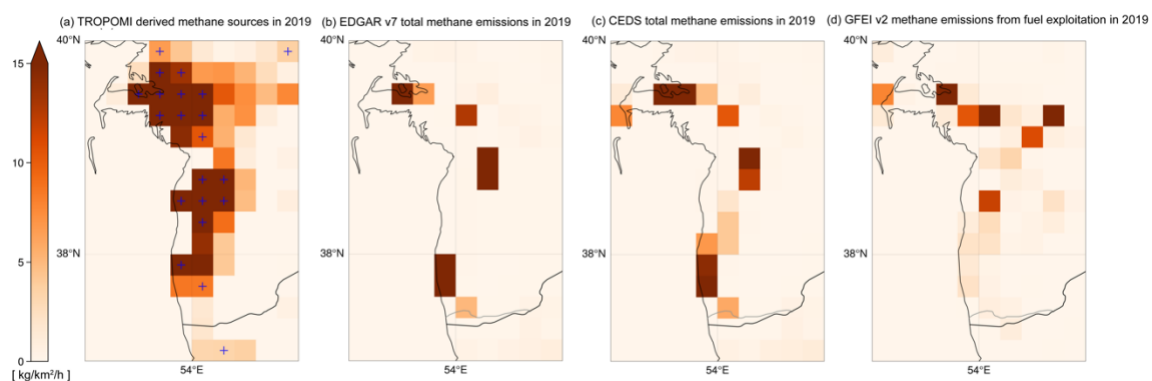 (a) TROPOMI derived methane sources in 2019
(b) EDGAR v7 total methane emissions in 2019
(c) CEDS total methane emissions in 2019
(d) GFEI v2 methane emissions from fuel exploitation in 2019
40°N
40°N
40°N
40°N
15
10
5
0
38°N
38°N
38°N
38°N
54°E
54°E
54°E
54°E
[ kg/km²/h ]